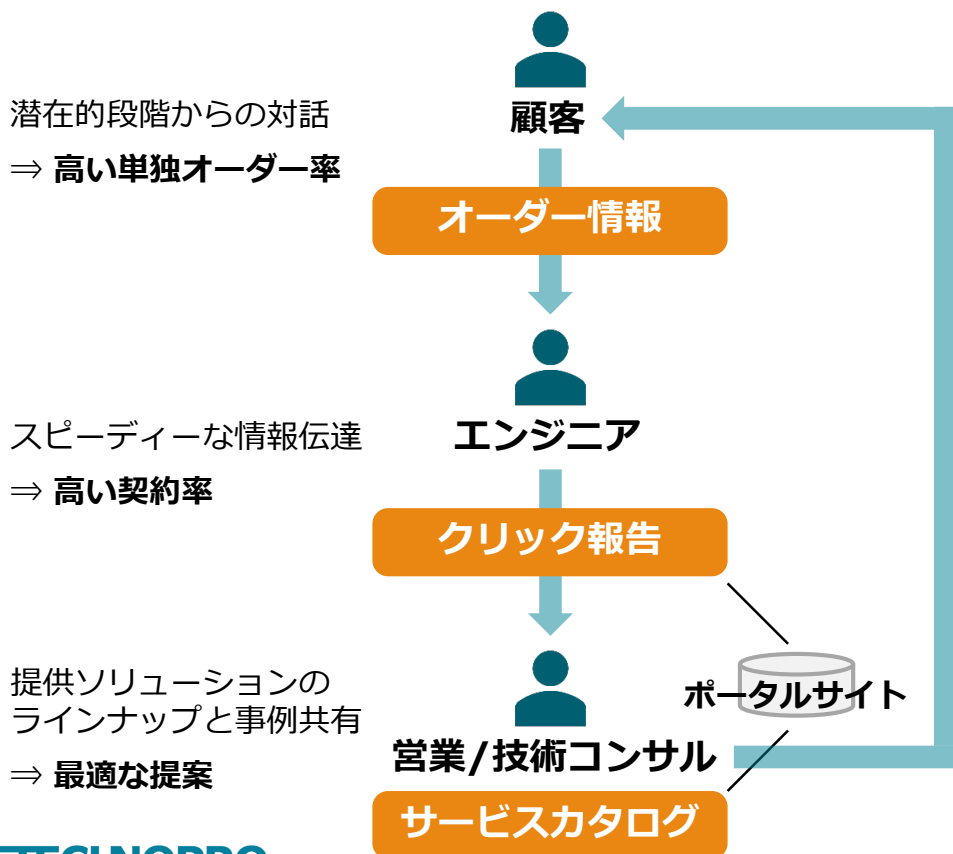 顧客
潜在的段階からの対話
⇒ 高い単独オーダー率
オーダー情報
エンジニア
スピーディーな情報伝達
⇒ 高い契約率
クリック報告
提供ソリューションの
ラインナップと事例共有
⇒ 最適な提案
ポータルサイト
営業/技術コンサル
サービスカタログ